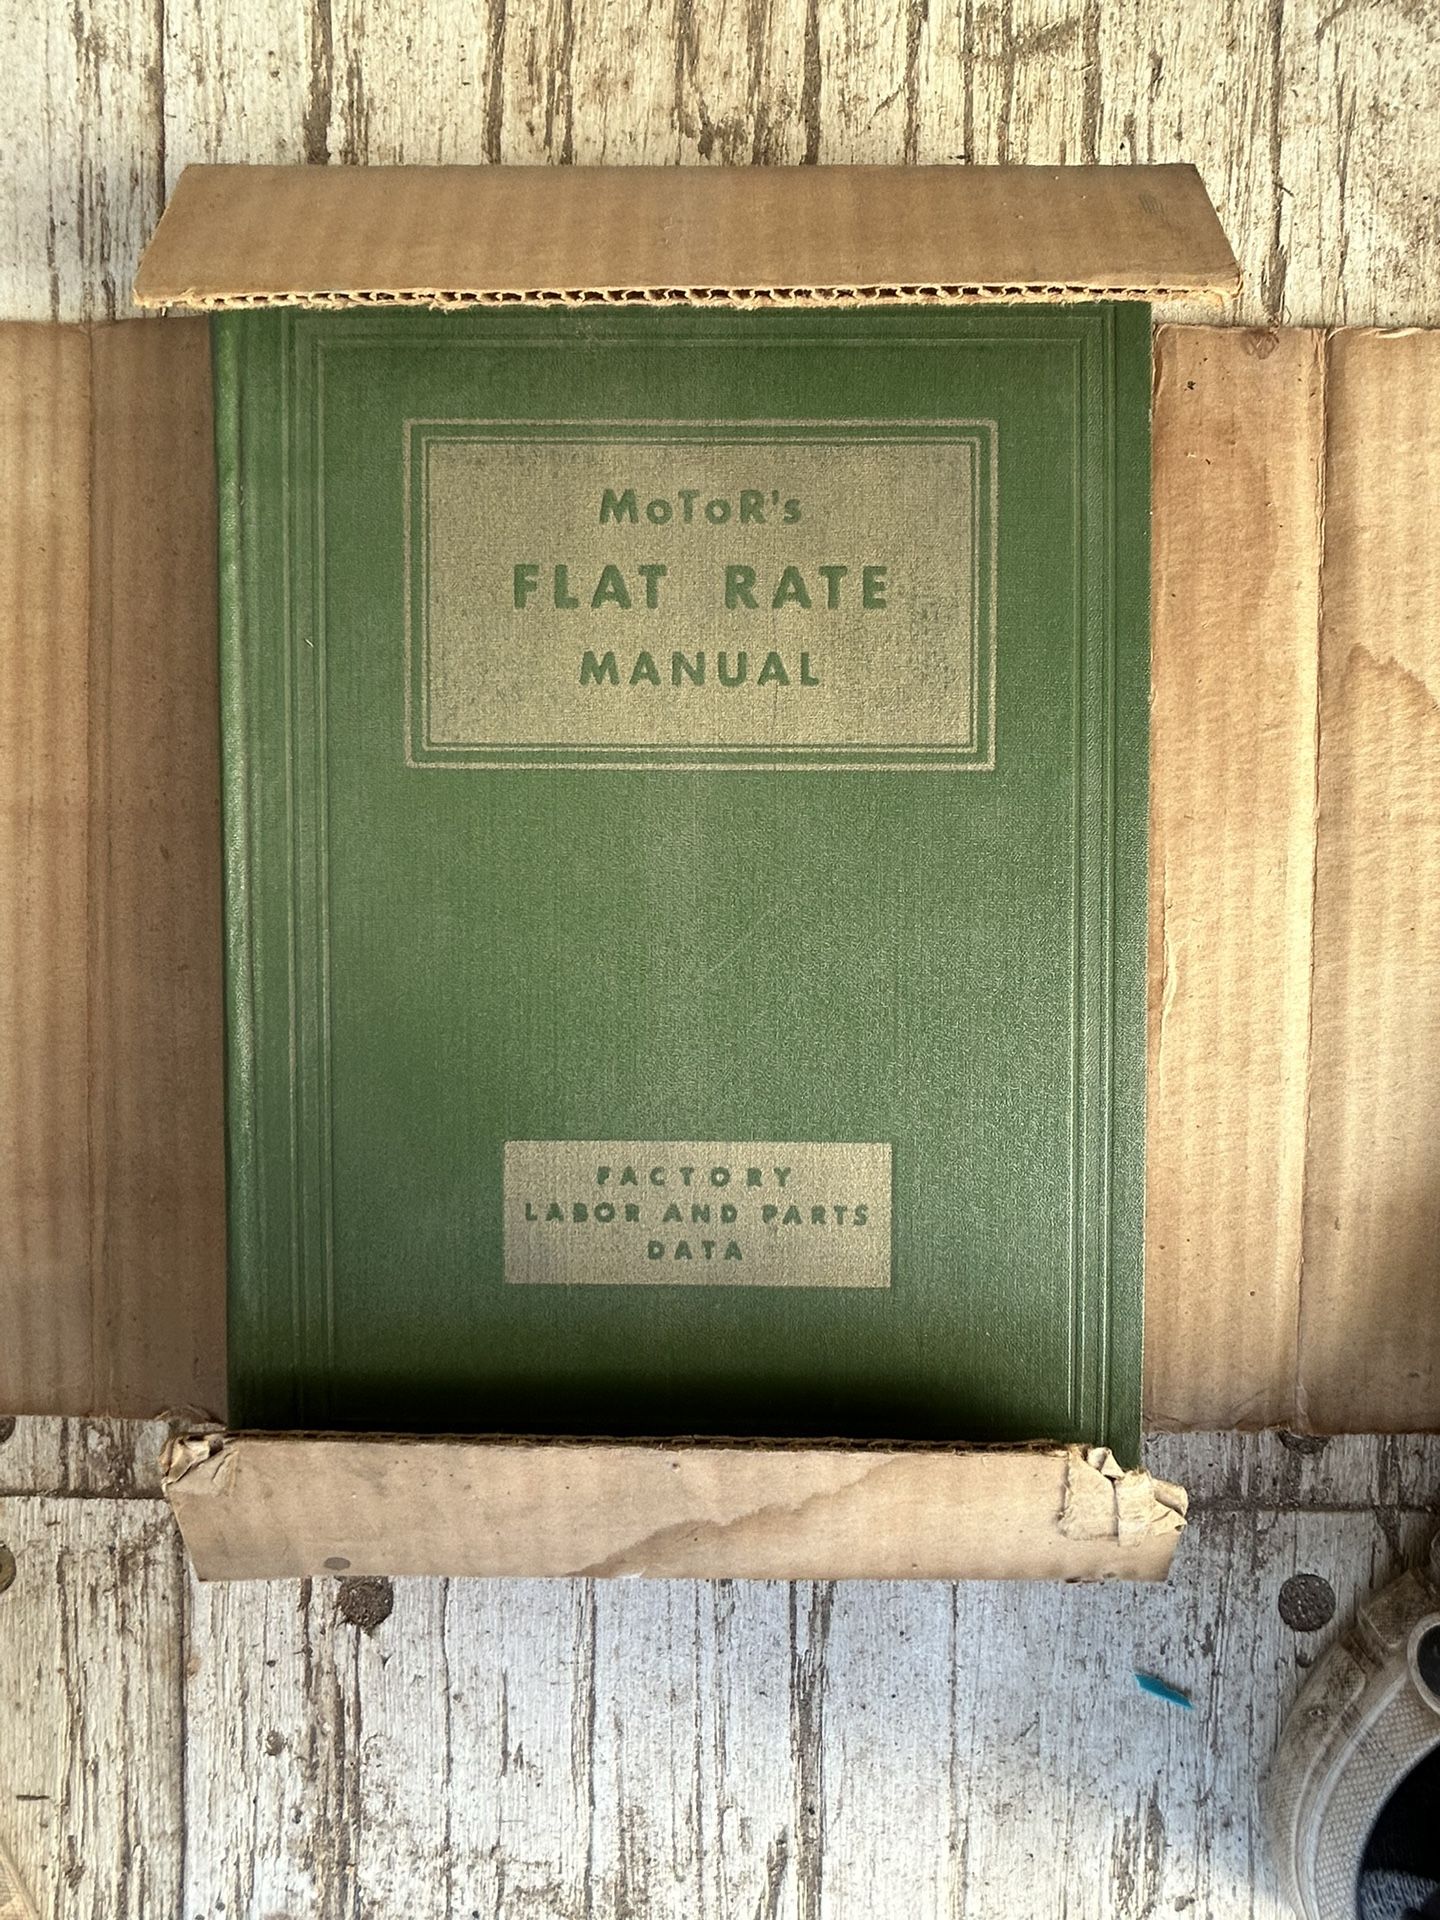 MoToR's
FLAT RATE
MANUAL
FACTORY
LABOR AND PARTS
DATA